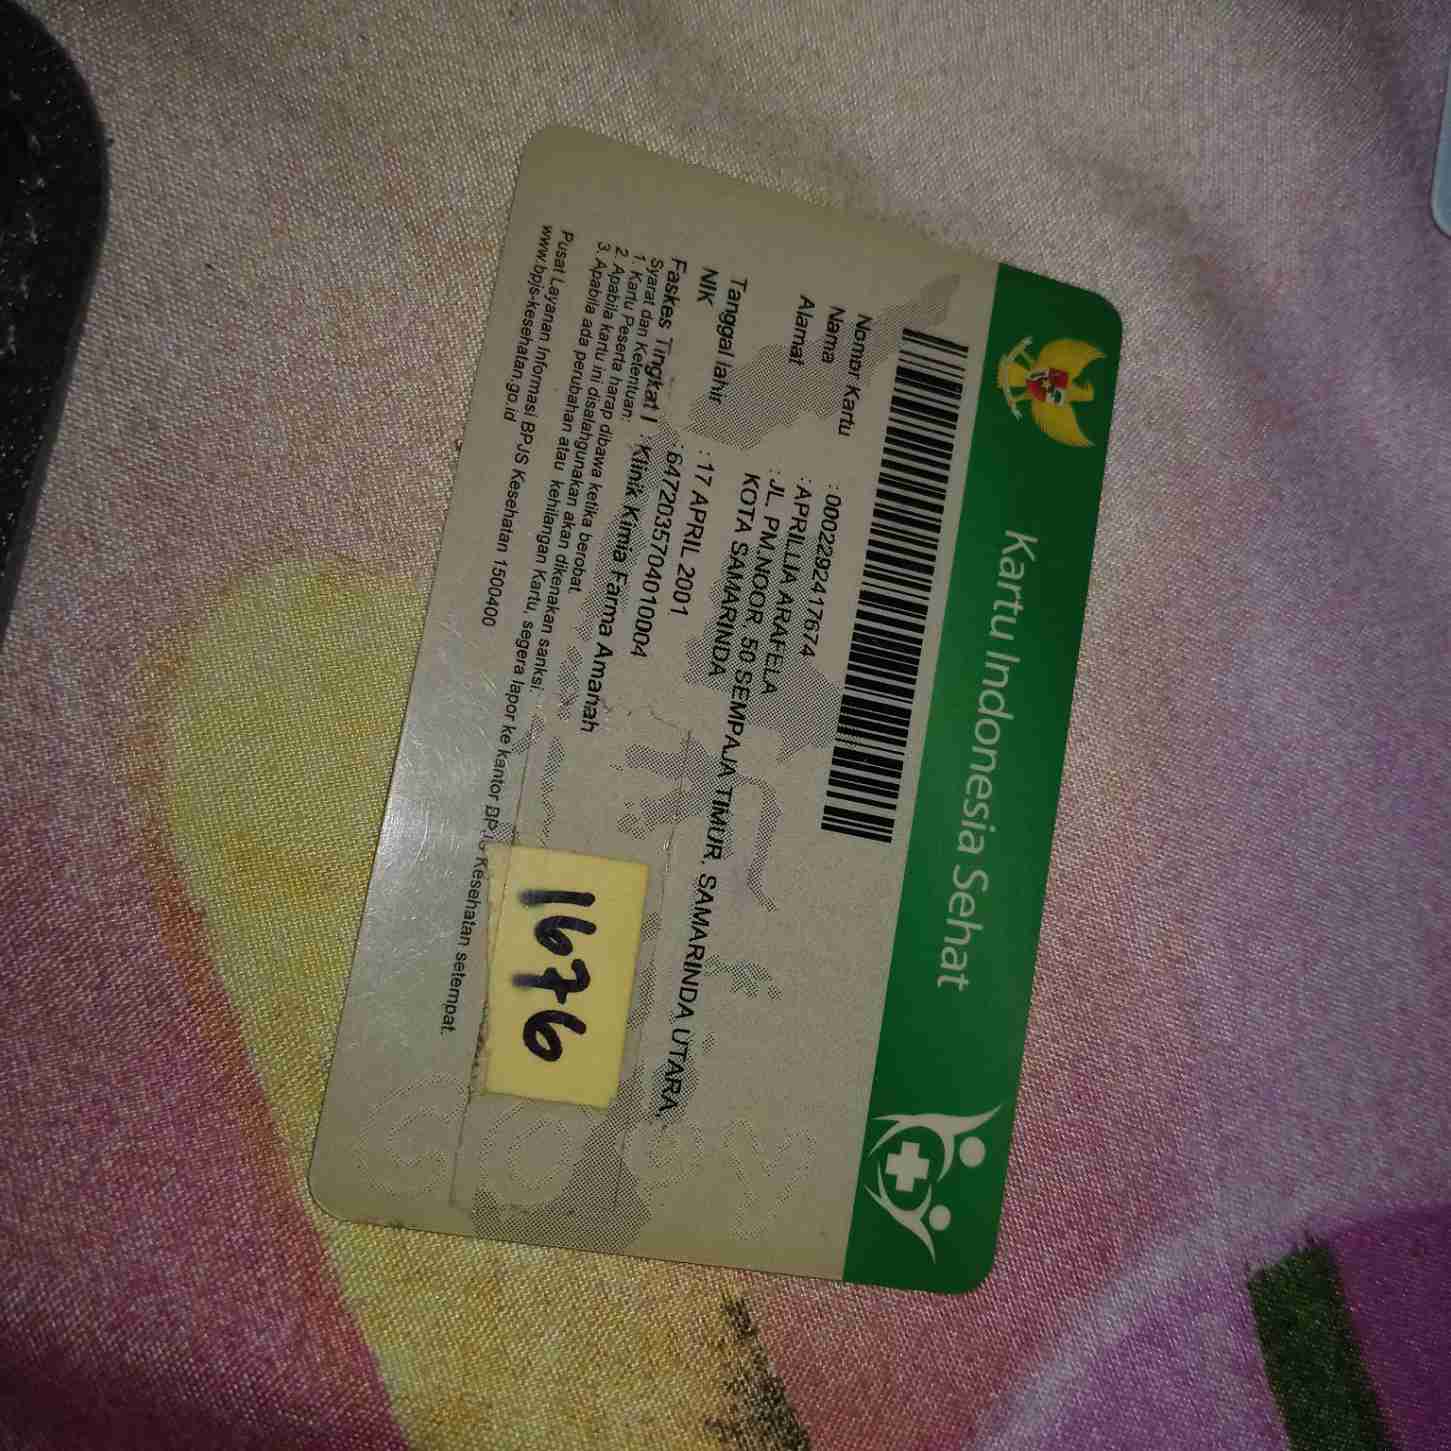 Kartu Indonesia Sehat
Nomor Kartu : 0002292417674
Nama : APRILLIA ARAFELA
Alamat : JL. PM.NOOR 50 SEMPAJA TIMUR, SAMARINDA UTARA,
KOTA SAMARINDA
Tanggal lahir : 17 APRIL 2001
NIK : 6472035704010004
Faskes Tingkat I : Klinik Kimia Farma Amanah
Syarat dan Ketentuan:
1. Kartu Peserta harap dibawa ketika berobat.
2. Apabila kartu ini disalahgunakan akan dikenakan sanksi.
3. Apabila ada perubahan atau kehilangan Kartu, segera lapor ke kantor BPJS Kesehatan setempat.
Pusat Layanan Informasi BPJS Kesehatan 1500400
www.bpjs-kesehatan.go.id
1676